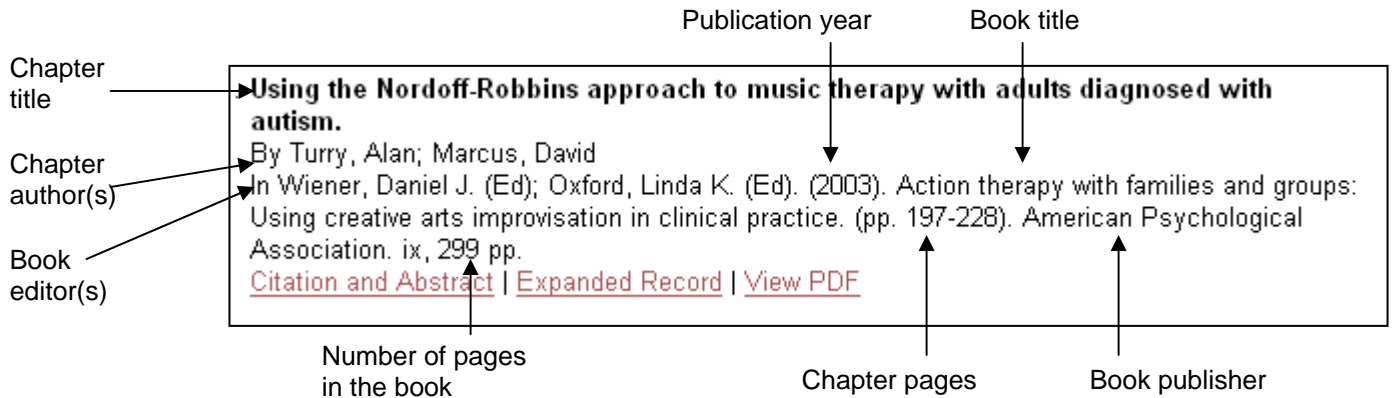 Publication year
Book title
Chapter
title
Using the Nordoff-Robbins approach to music therapy with adults diagnosed with
autism.
By Turry, Alan; Marcus, David
In Wiener, Daniel J. (Ed); Oxford, Linda K. (Ed). (2003). Action therapy with families and groups:
Using creative arts improvisation in clinical practice. (pp. 197-228). American Psychological
Association. ix, 299 pp.
Citation and Abstract | Expanded Record | View PDF
Chapter
author(s)
Book
editor(s)
Number of pages
in the book
Chapter pages
Book publisher